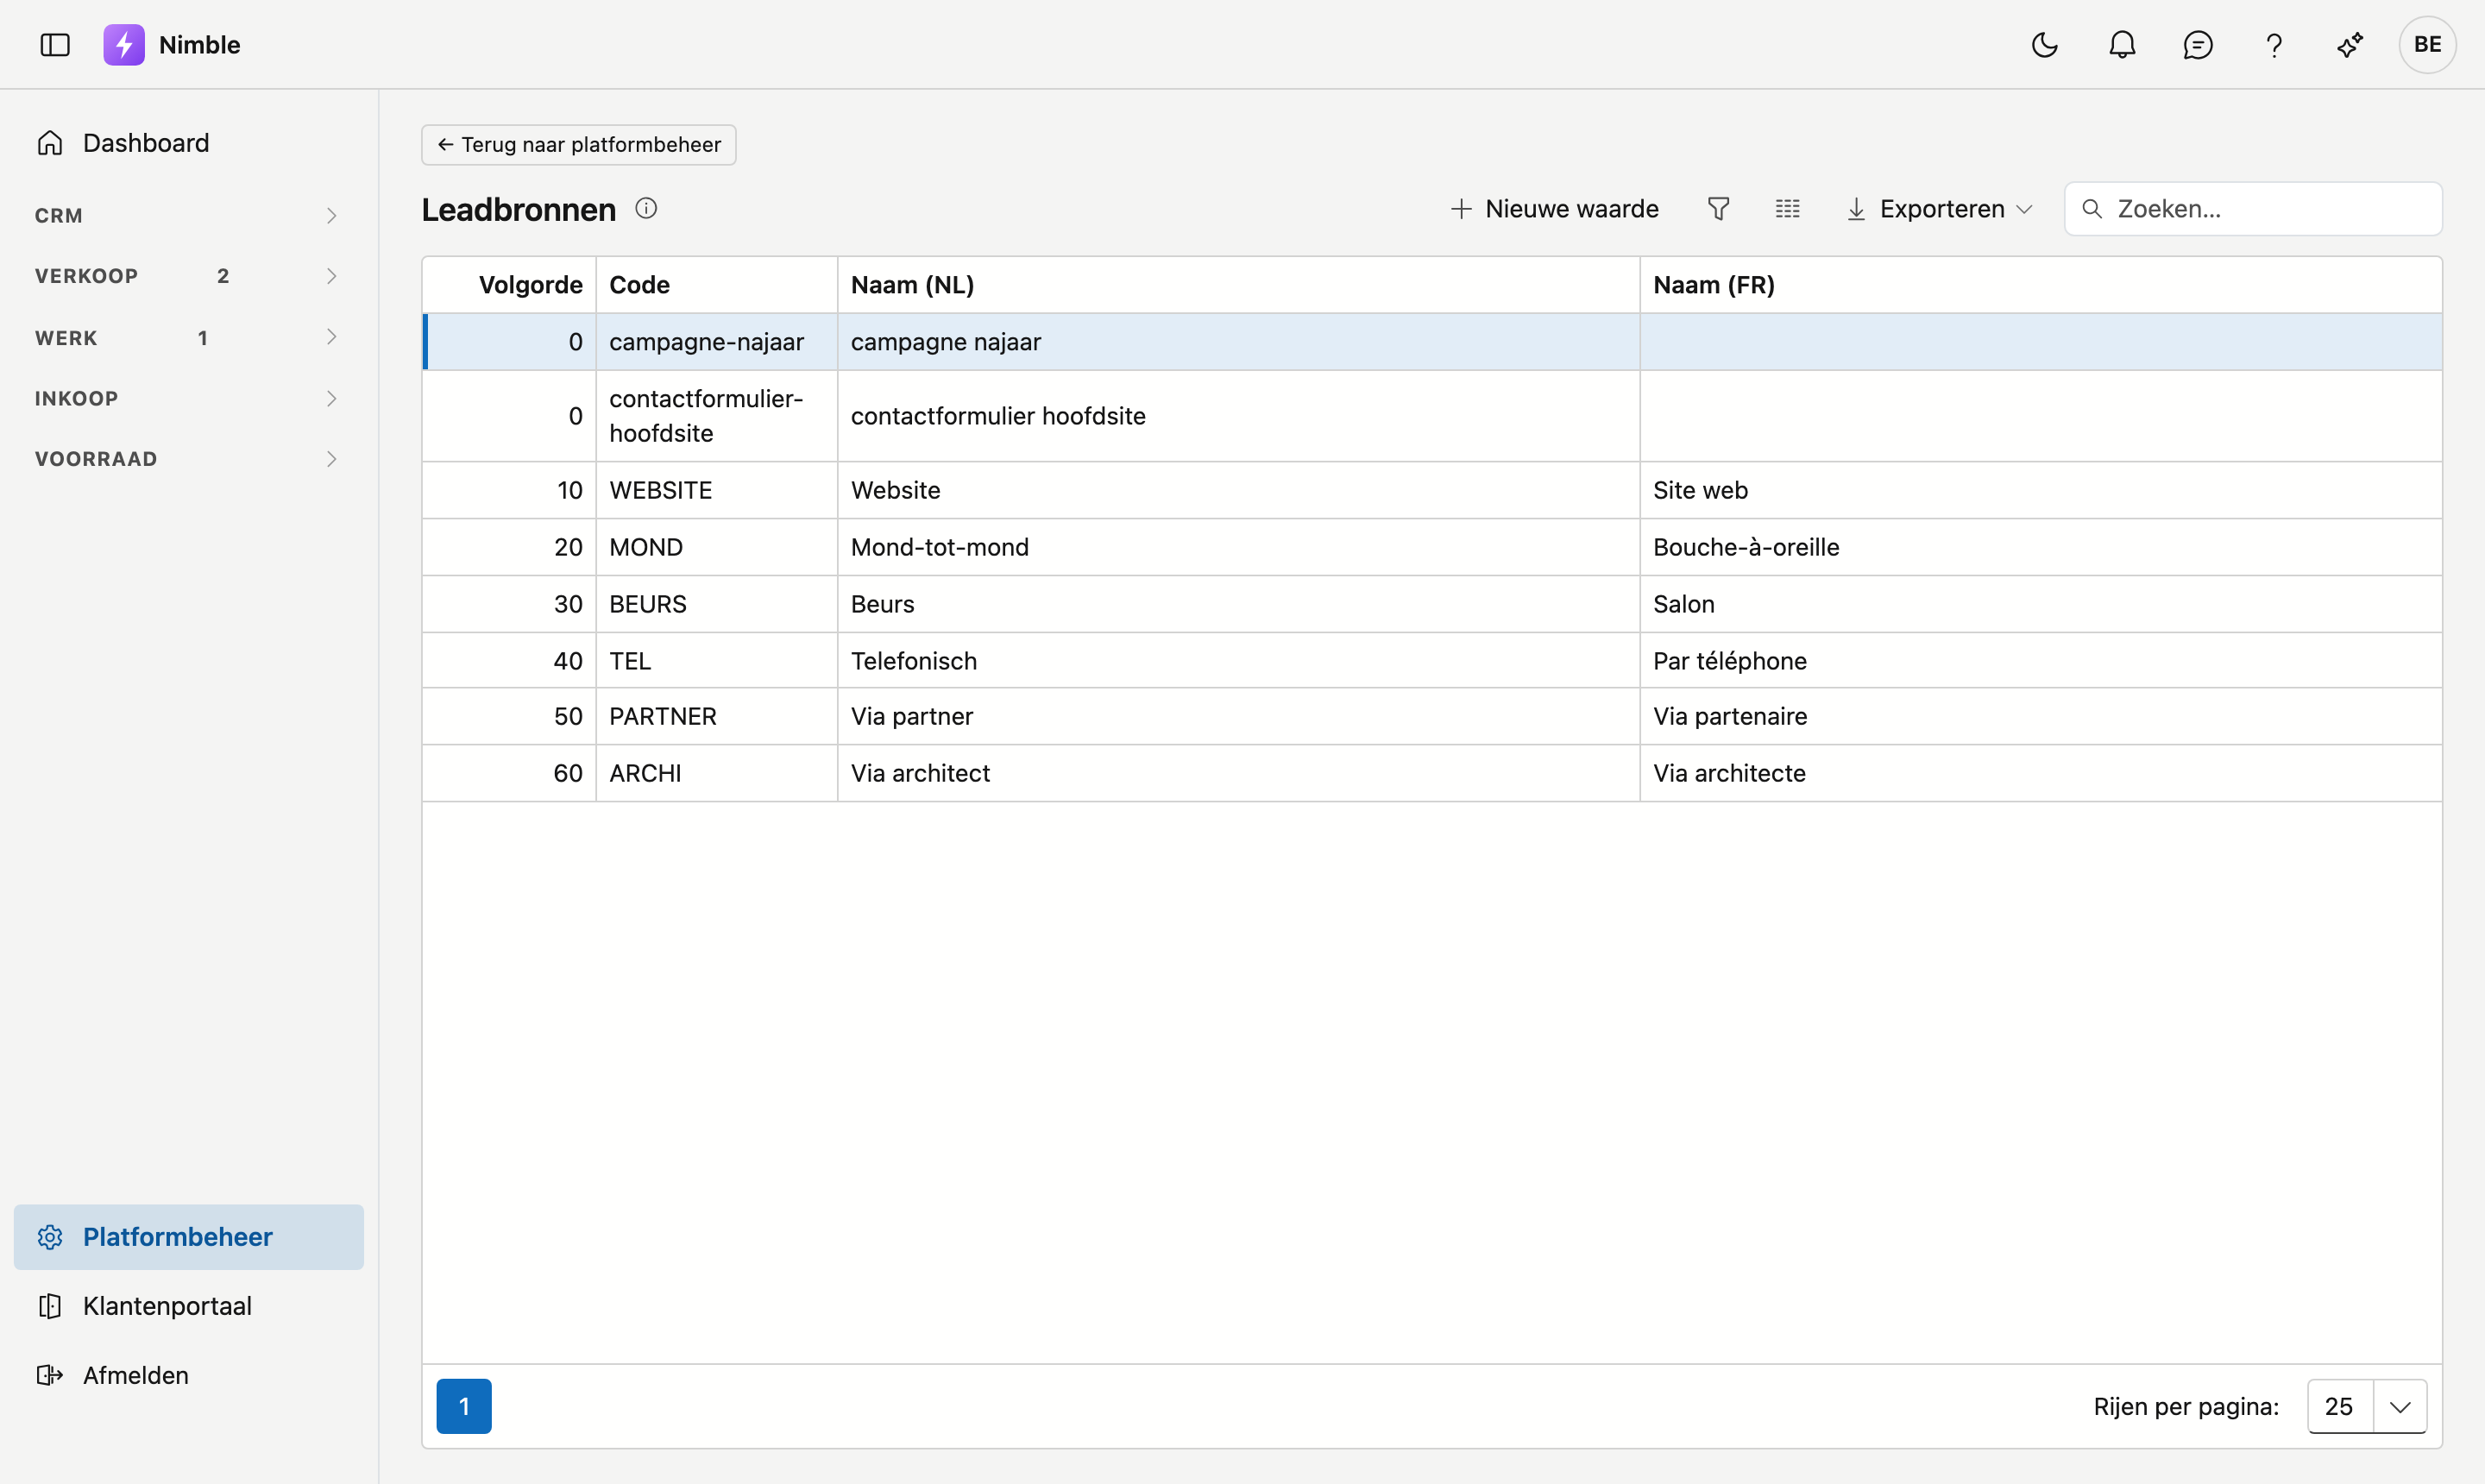 Nimble
BE
Dashboard
CRM
VERKOOP 2
WERK 1
INKOOP
VOORRAAD
Platformbeheer
Klantenportaal
Afmelden
← Terug naar platformbeheer
Leadbronnen
Nieuwe waarde
Exporteren
Zoeken...
Volgorde Code Naam (NL) Naam (FR)
0 campagne-najaar campagne najaar
0 contactformulier-hoofdsite contactformulier hoofdsite
10 WEBSITE Website Site web
20 MOND Mond-tot-mond Bouche-à-oreille
30 BEURS Beurs Salon
40 TEL Telefonisch Par téléphone
50 PARTNER Via partner Via partenaire
60 ARCHI Via architect Via architecte
1
Rijen per pagina: 25